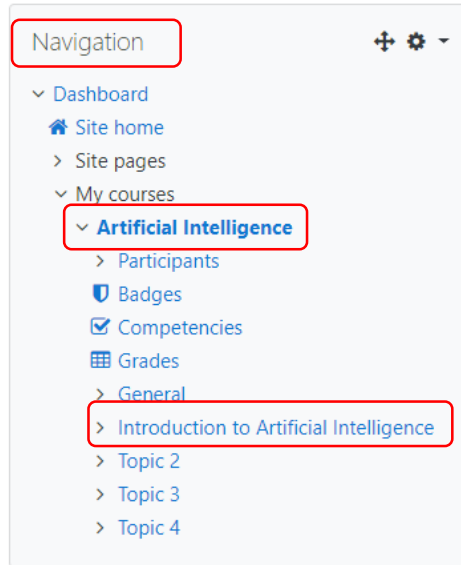 Navigation
Dashboard
Site home
Site pages
My courses
Artificial Intelligence
Participants
Badges
Competencies
Grades
General
Introduction to Artificial Intelligence
Topic 2
Topic 3
Topic 4